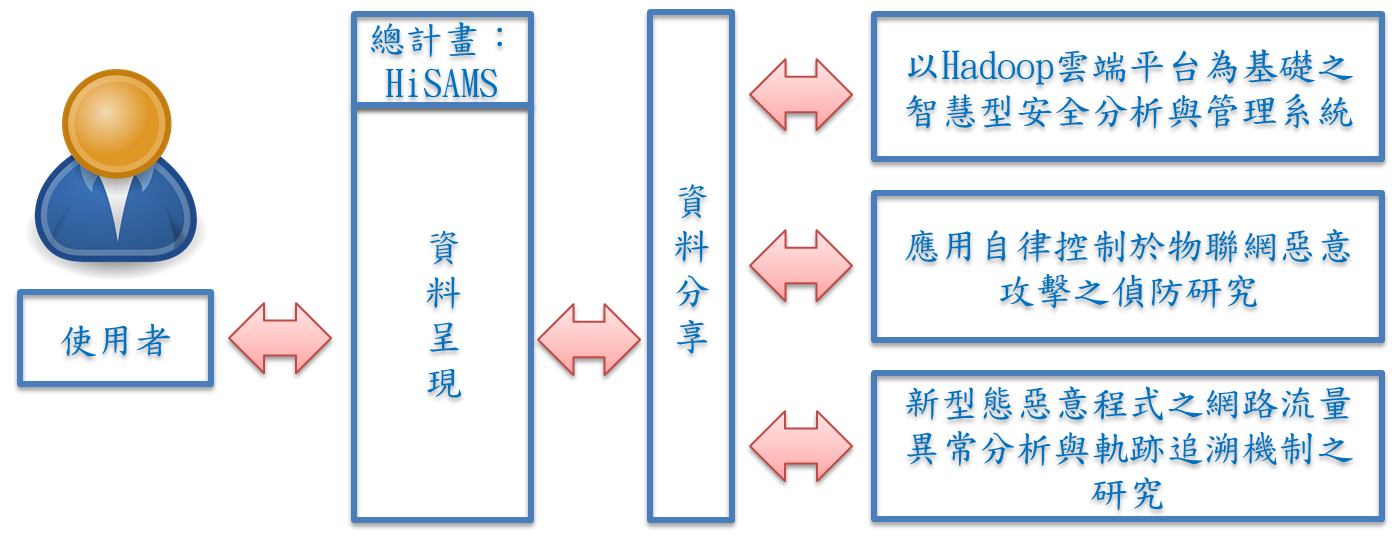 總計畫：
HiSAMS
資料呈現
使用者
資料分享
以Hadoop雲端平台為基礎之
智慧型安全分析與管理系統
應用自律控制於物聯網惡意
攻擊之偵防研究
新型態惡意程式之網路流量
異常分析與軌跡追溯機制之
研究